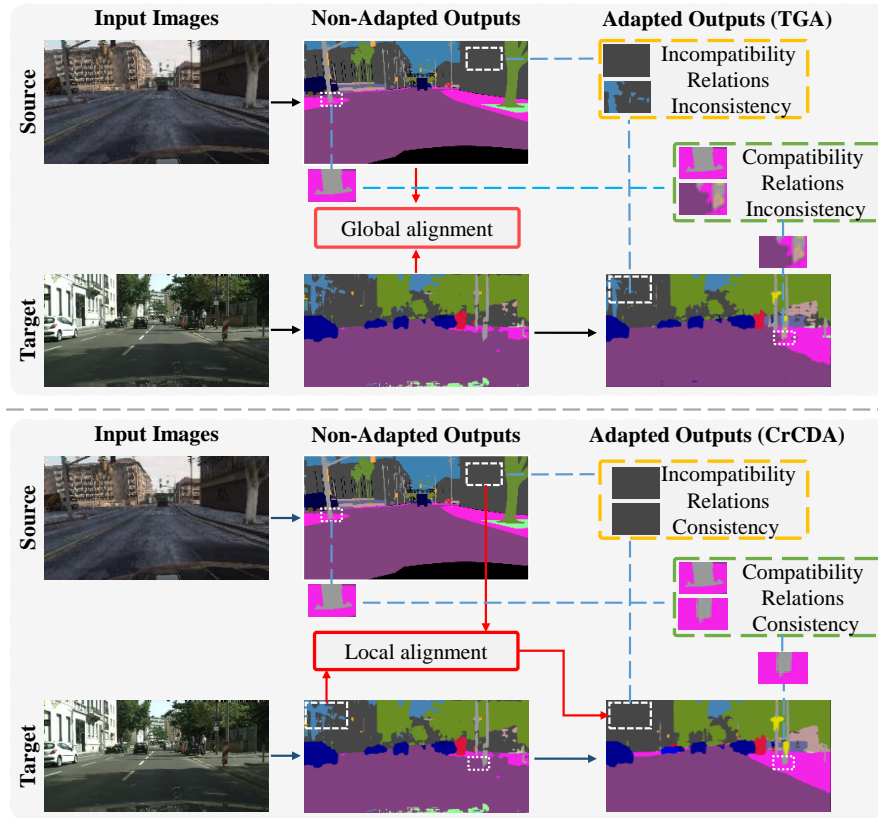 Input Images
Non-Adapted Outputs
Adapted Outputs (TGA)
Source
Incompatibility
Relations
Inconsistency
Compatibility
Relations
Inconsistency
Global alignment
Target
Input Images
Non-Adapted Outputs
Adapted Outputs (CrCDA)
Source
Incompatibility
Relations
Consistency
Compatibility
Relations
Consistency
Local alignment
Target